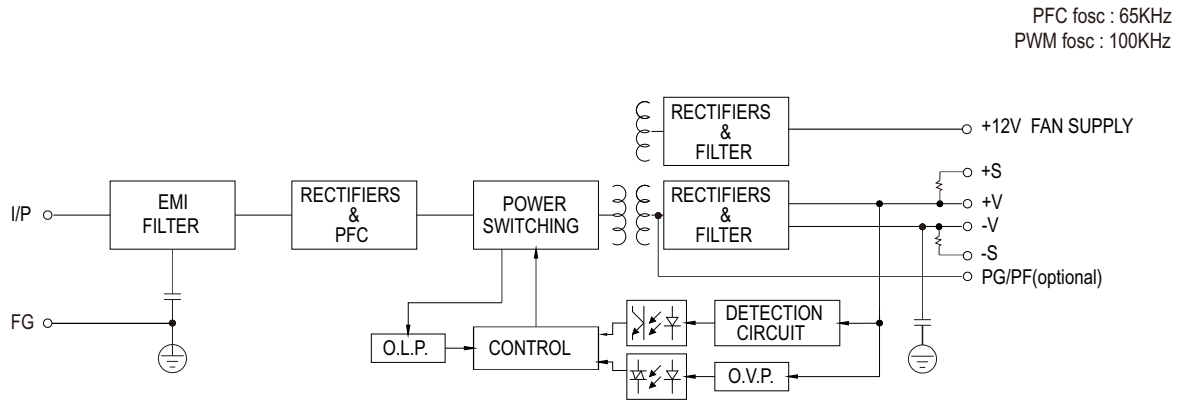 PFC fosc : 65KHz
PWM fosc : 100KHz
RECTIFIERS
&
FILTER
+12V FAN SUPPLY
I/P
EMI
FILTER
RECTIFIERS
&
PFC
POWER
SWITCHING
RECTIFIERS
&
FILTER
+S
+V
-V
-S
PG/PF(optional)
FG
O.L.P.
CONTROL
DETECTION
CIRCUIT
O.V.P.